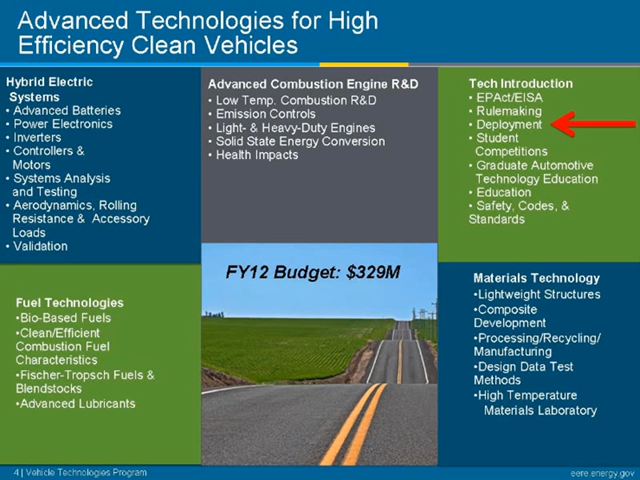 Advanced Technologies for High
Efficiency Clean Vehicles
Hybrid Electric
Systems
• Advanced Batteries
• Power Electronics
• Inverters
• Controllers &
Motors
• Systems Analysis
and Testing
• Aerodynamics, Rolling
Resistance & Accessory
Loads
• Validation
Advanced Combustion Engine R&D
• Low Temp. Combustion R&D
• Emission Controls
• Light- & Heavy-Duty Engines
• Solid State Energy Conversion
• Health Impacts
Tech Introduction
• EPAct/EISA
• Rulemaking
• Deployment
• Student
Competitions
• Graduate Automotive
Technology Education
• Education
• Safety, Codes, &
Standards
Fuel Technologies
•Bio-Based Fuels
•Clean/Efficient
Combustion Fuel
Characteristics
•Fischer-Tropsch Fuels &
Blendstocks
•Advanced Lubricants
FY12 Budget: $329M
Materials Technology
•Lightweight Structures
•Composite
Development
•Processing/Recycling/
Manufacturing
•Design Data Test
Methods
•High Temperature
Materials Laboratory
4 | Vehicle Technologies Program
eere.energy.gov